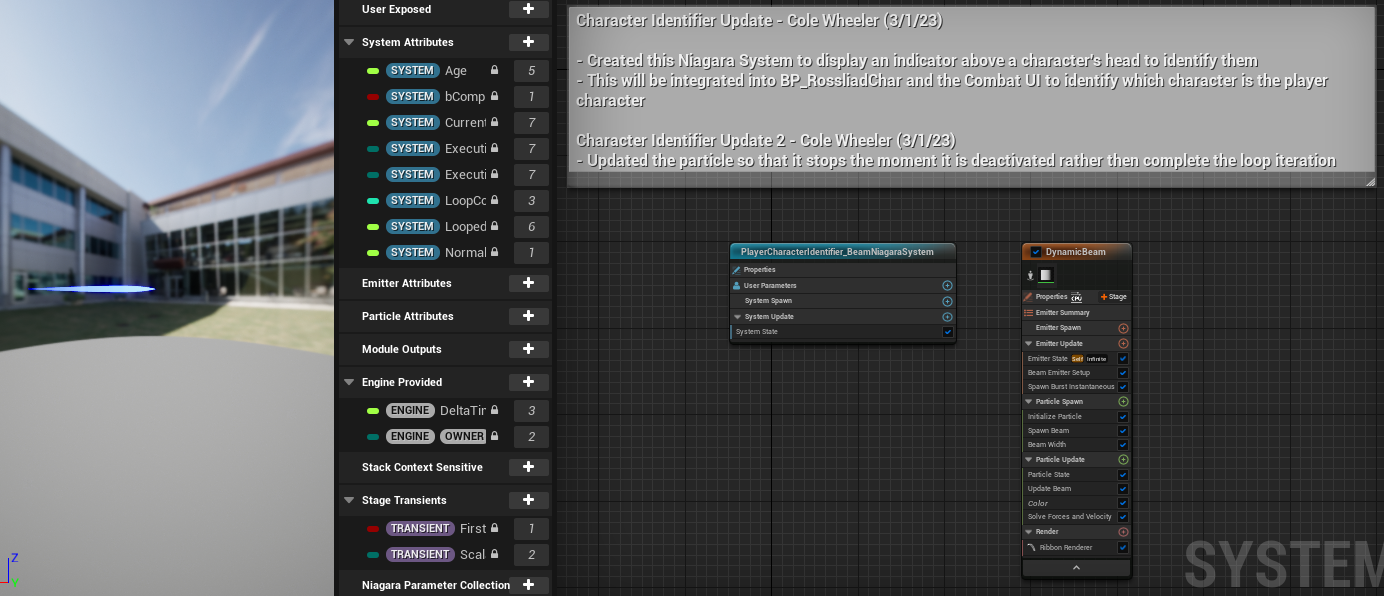 User Exposed
System Attributes
SYSTEM Age 5
SYSTEM bComp 1
SYSTEM Current 7
SYSTEM Executi 7
SYSTEM Executi 7
SYSTEM LoopCo 3
SYSTEM Looped 6
SYSTEM Normal 1
Emitter Attributes
Particle Attributes
Module Outputs
Engine Provided
ENGINE DeltaTim 3
ENGINE OWNER 2
Stack Context Sensitive
Stage Transients
TRANSIENT First 1
TRANSIENT Scal 2
Niagara Parameter Collection
Character Identifier Update - Cole Wheeler (3/1/23)
- Created this Niagara System to display an indicator above a character's head to identify them
- This will be integrated into BP_RossliadChar and the Combat UI to identify which character is the player
character
Character Identifier Update 2 - Cole Wheeler (3/1/23)
- Updated the particle so that it stops the moment it is deactivated rather then complete the loop iteration
PlayerCharacterIdentifier_BeamNiagaraSystem
Properties
User Parameters
System Spawn
System Update
System State
DynamicBeam
Properties CPU + Stage
Emitter Summary
Emitter Spawn
Emitter Update
Emitter State Self Infinite
Beam Emitter Setup
Spawn Burst Instantaneous
Particle Spawn
Initialize Particle
Spawn Beam
Beam Width
Particle Update
Particle State
Update Beam
Color
Solve Forces and Velocity
Render
Ribbon Renderer
SYSTEM
Z
Y